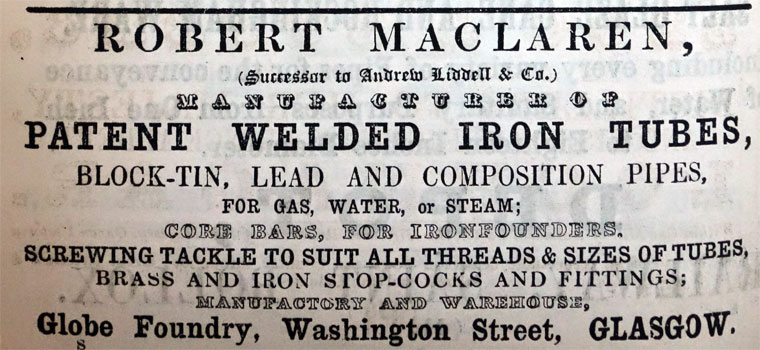 ROBERT MACLAREN,
(Successor to Andrew Liddell & Co.)
MANUFACTURER OF
PATENT WELDED IRON TUBES,
BLOCK-TIN, LEAD AND COMPOSITION PIPES,
FOR GAS, WATER, or STEAM;
CORE BARS, FOR IRONFOUNDERS.
SCREWING TACKLE TO SUIT ALL THREADS & SIZES OF TUBES,
BRASS AND IRON STOP-COCKS AND FITTINGS;
MANUFACTORY AND WAREHOUSE,
Globe Foundry, Washington Street, GLASGOW.
s